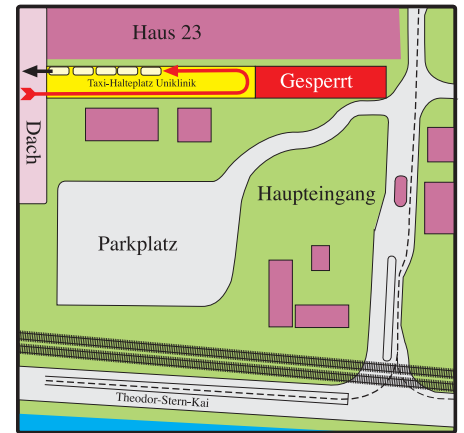 Haus 23
Taxi-Halteplatz Uniklinik
Gesperrt
Dach
Haupteingang
Parkplatz
Theodor-Stern-Kai